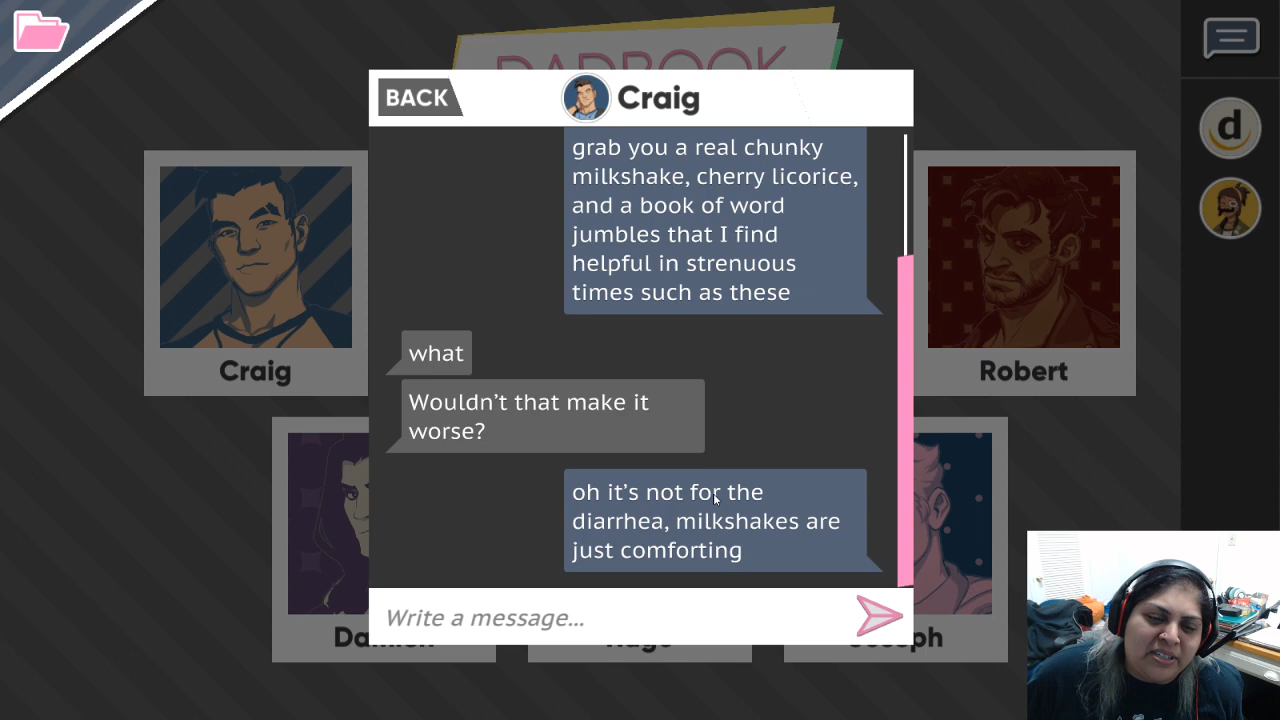 DADBOOK
BACK
Craig
grab you a real chunky
milkshake, cherry licorice,
and a book of word
jumbles that I find
helpful in strenuous
times such as these
what
Wouldn't that make it
worse?
oh it's not for the
diarrhea, milkshakes are
just comforting
Write a message...
Craig
Robert
d